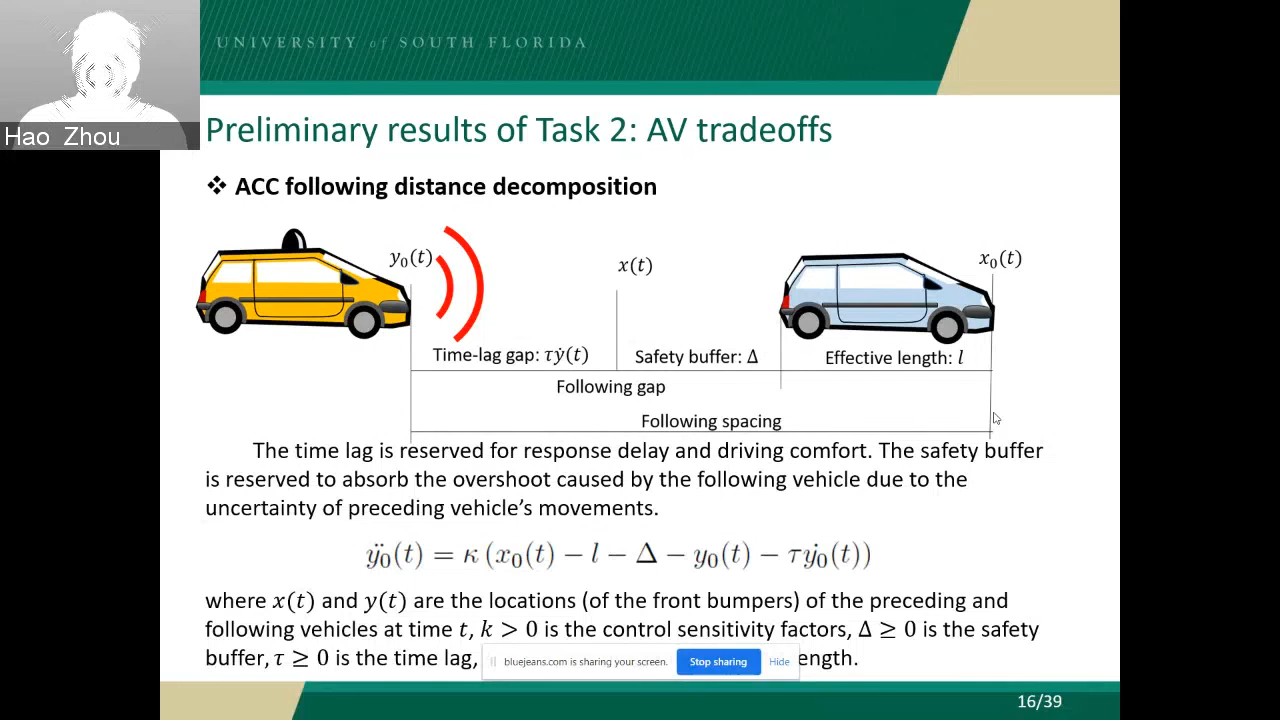 UNIVERSITY of SOUTH FLORIDA
Hao Zhou
Preliminary results of Task 2: AV tradeoffs
❖ ACC following distance decomposition
y₀(t)
x(t)
x₀(t)
Time-lag gap: τẏ(t)
Safety buffer: Δ
Effective length: l
Following gap
Following spacing
The time lag is reserved for response delay and driving comfort. The safety buffer
is reserved to absorb the overshoot caused by the following vehicle due to the
uncertainty of preceding vehicle's movements.
ÿ₀(t) = κ (x₀(t) − l − Δ − y₀(t) − τẏ₀(t))
where x(t) and y(t) are the locations (of the front bumpers) of the preceding and
following vehicles at time t, k > 0 is the control sensitivity factors, Δ ≥ 0 is the safety
buffer, τ ≥ 0 is the time lag, ength.
bluejeans.com is sharing your screen. Stop sharing Hide
16/39